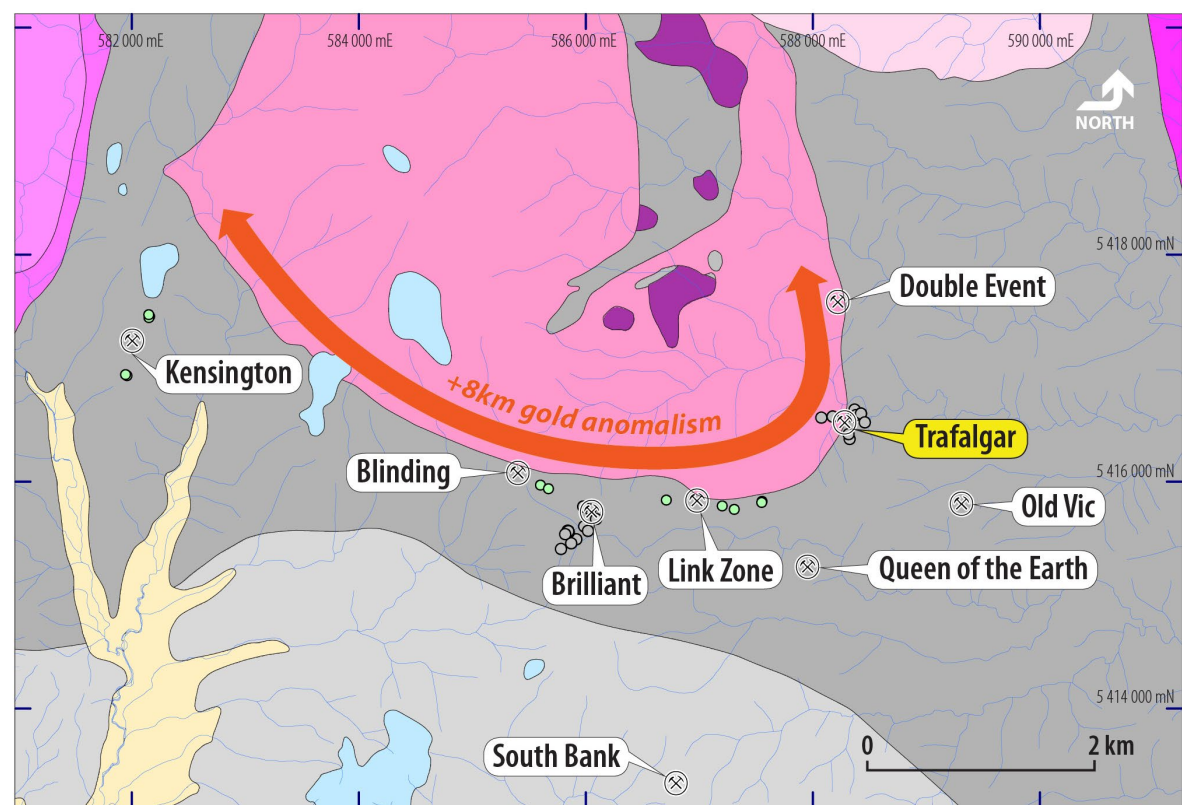 582 000 mE
584 000 mE
586 000 mE
588 000 mE
590 000 mE
NORTH
5 418 000 mN
Double Event
Kensington
+8km gold anomalism
Trafalgar
Blinding
5 416 000 mN
Old Vic
Brilliant
Link Zone
Queen of the Earth
5 414 000 mN
South Bank
0
2 km